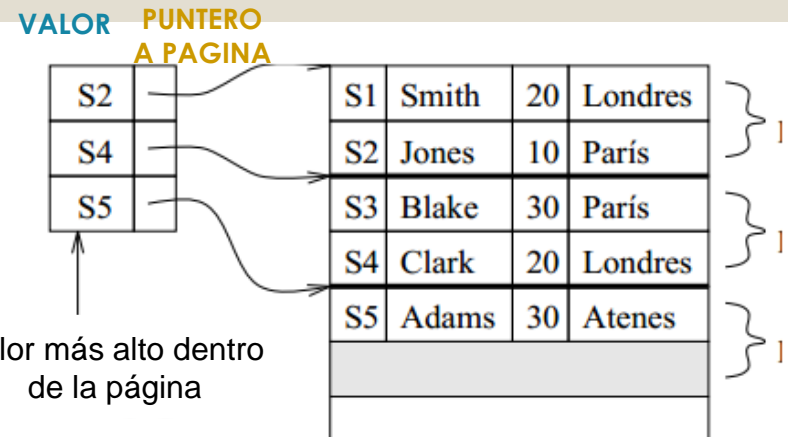 VALOR PUNTERO
A PAGINA
S2
S4
S5
S1 Smith 20 Londres
S2 Jones 10 París
S3 Blake 30 París
S4 Clark 20 Londres
S5 Adams 30 Atenes
lor más alto dentro
de la página